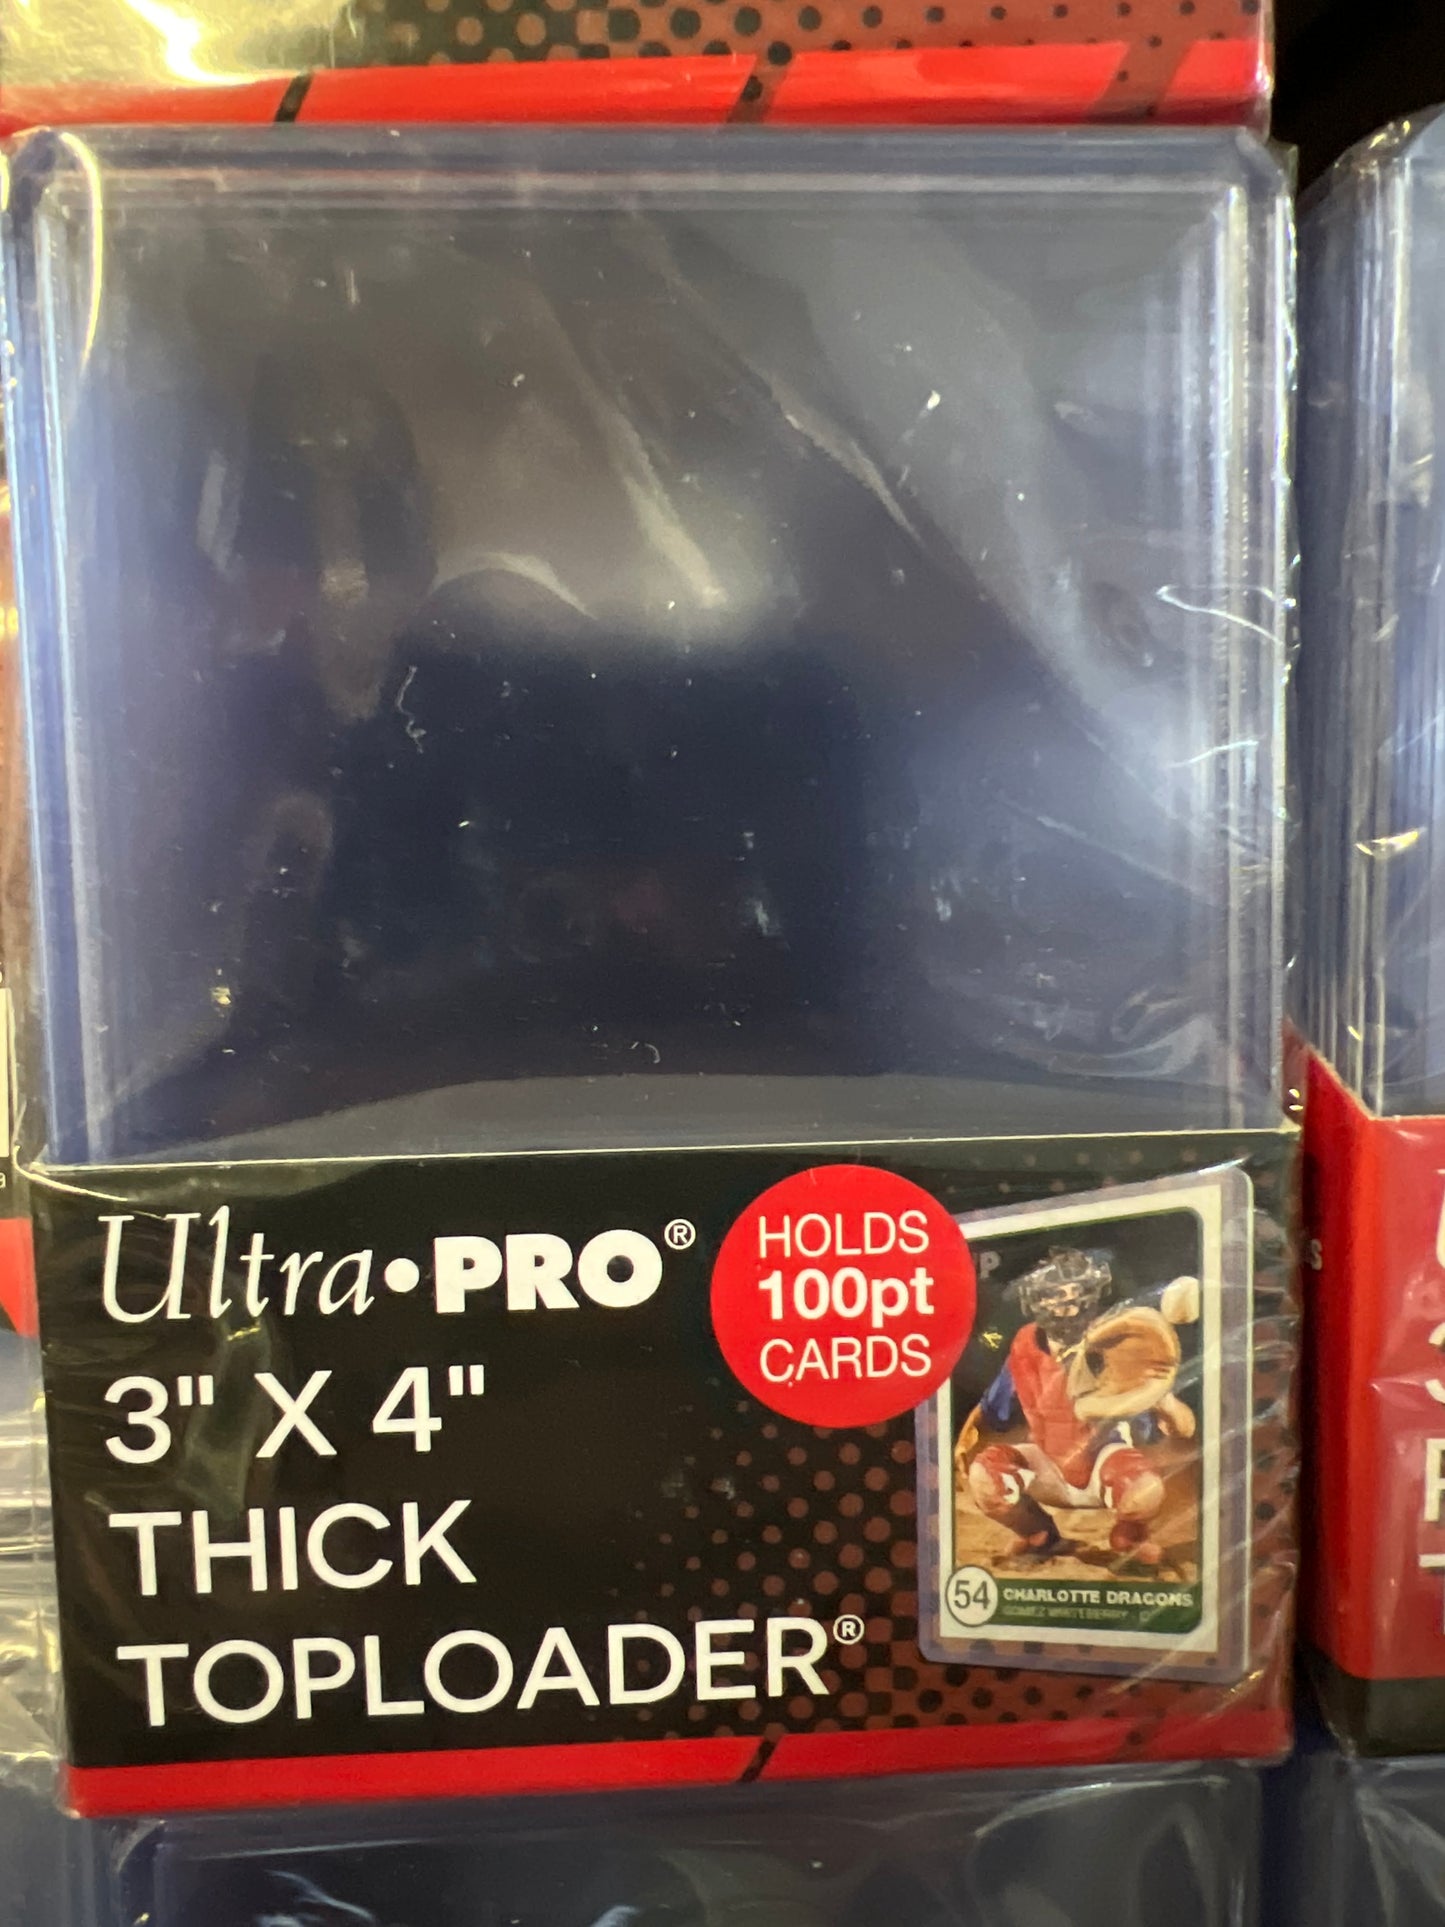 Ultra•PRO®
3" X 4"
THICK
TOPLOADER®
HOLDS
100pt
CARDS
54 CHARLOTTE DRAGONS